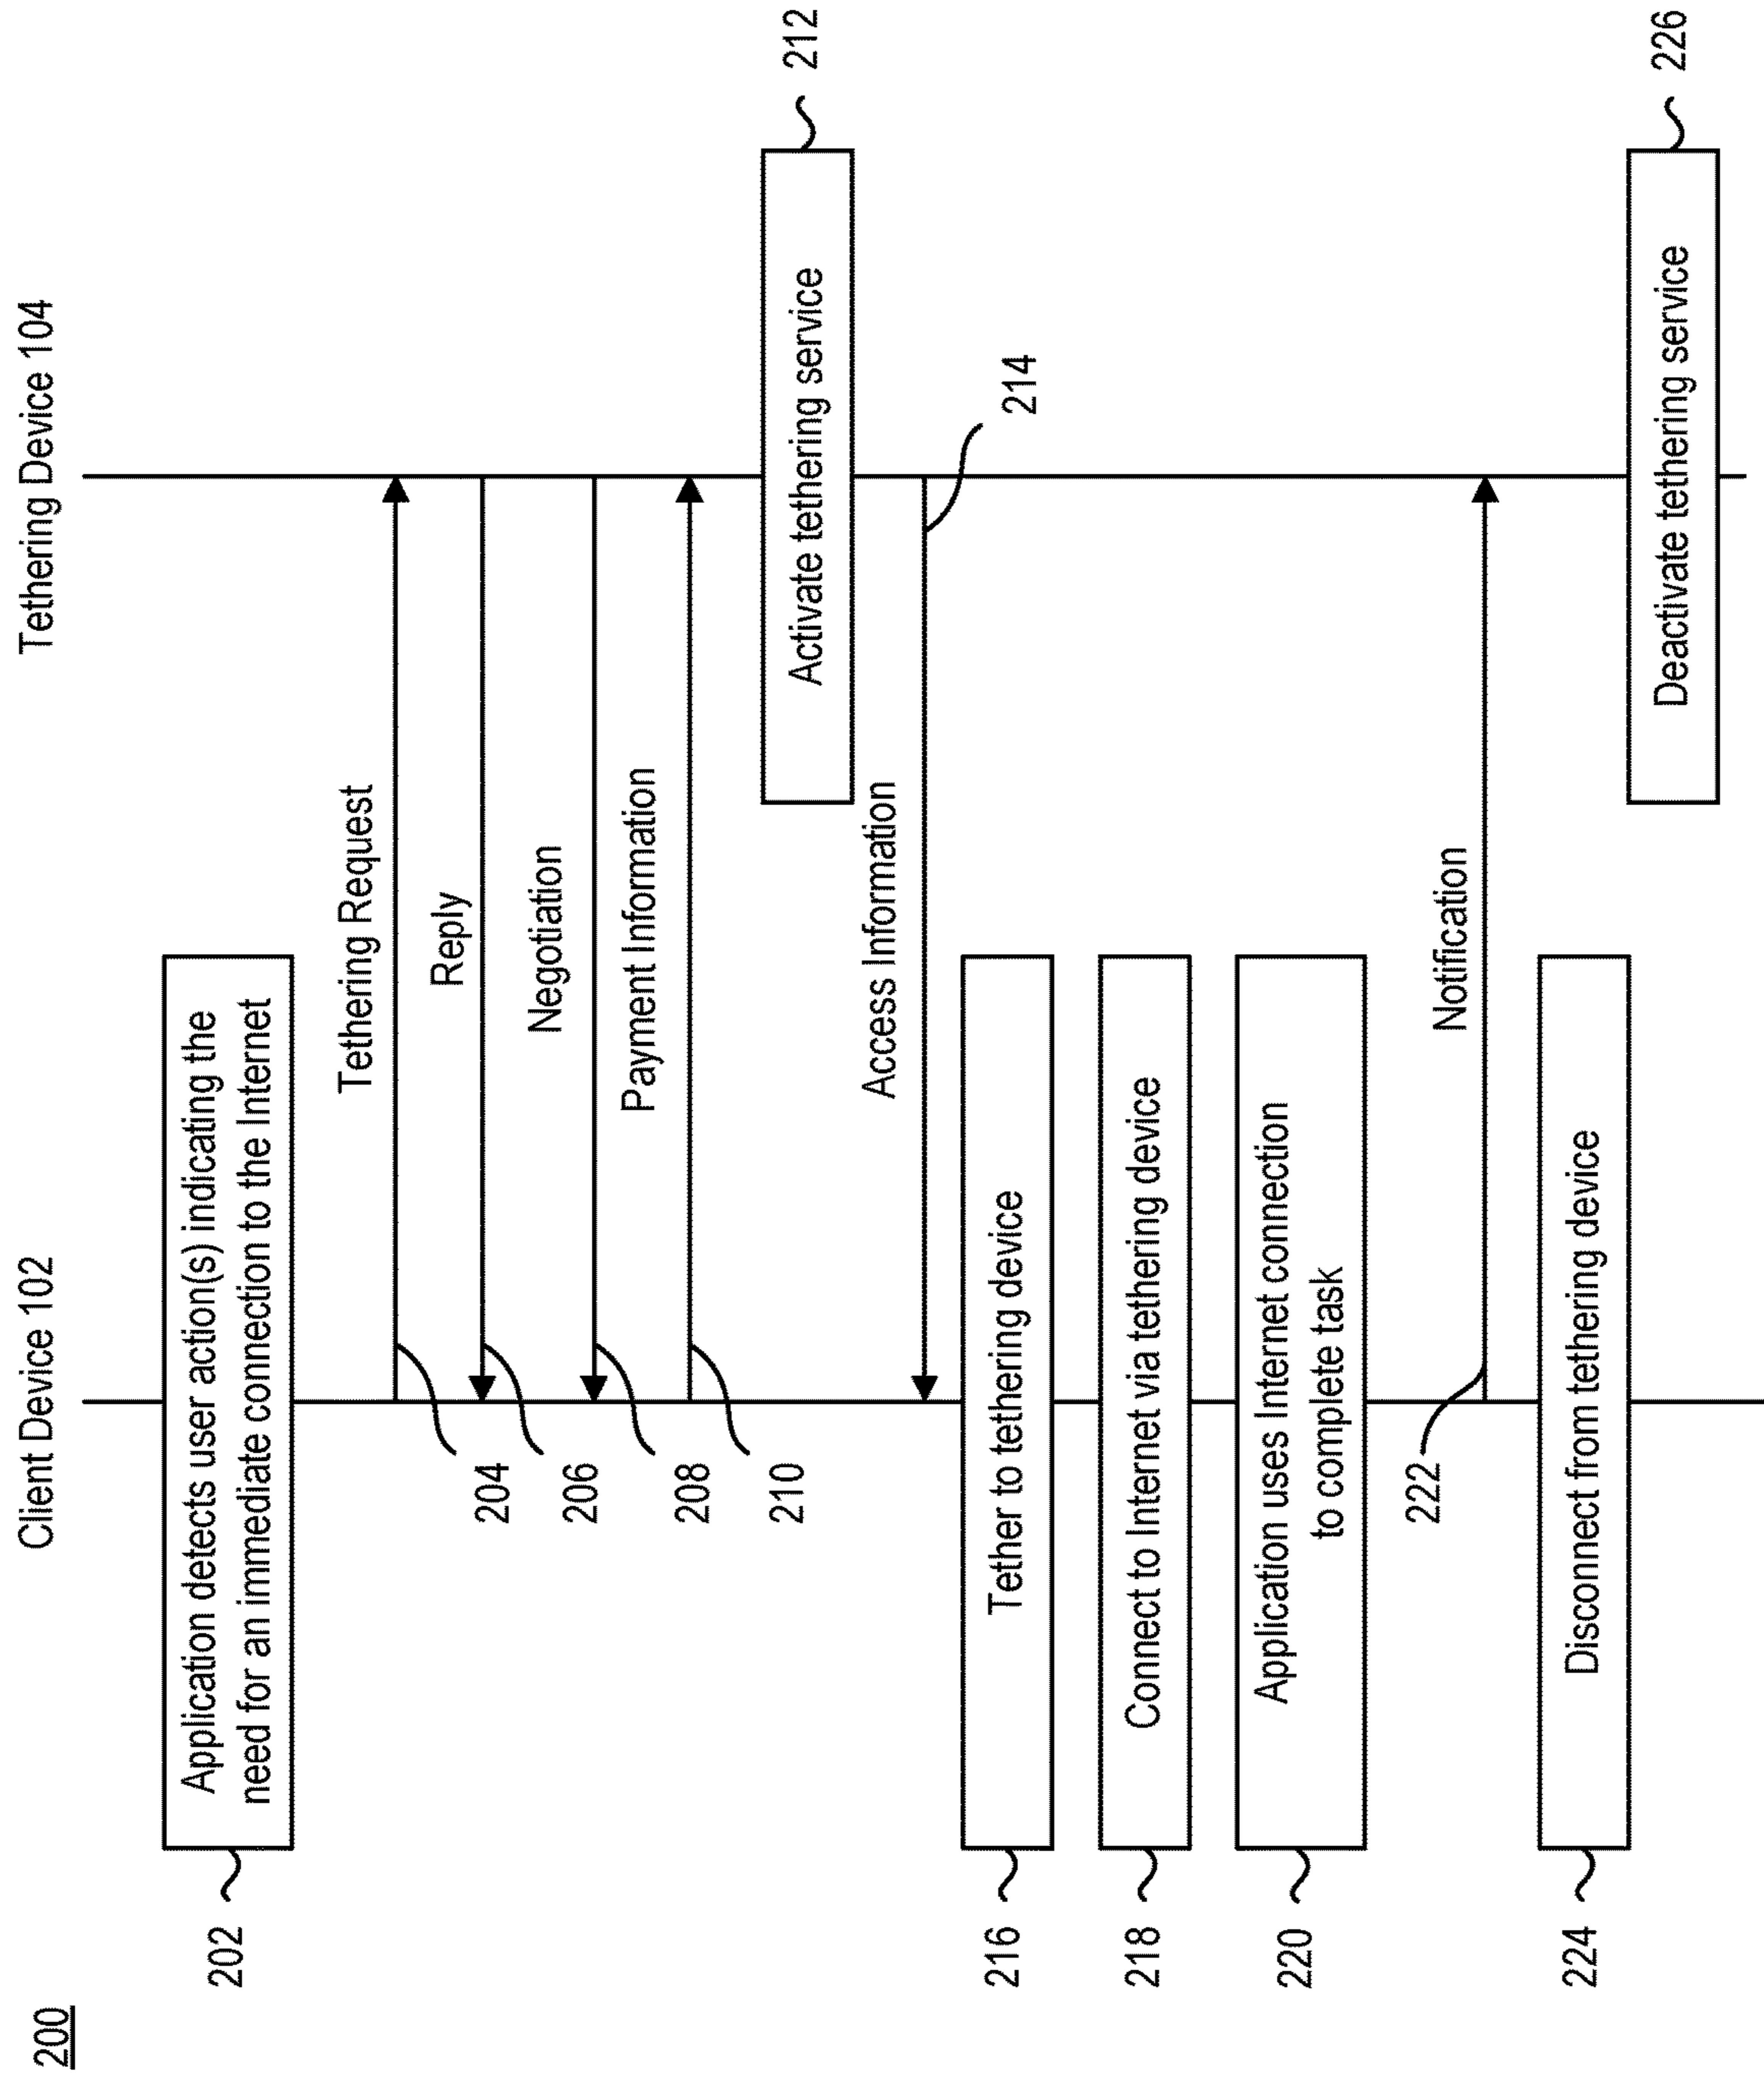 200
Client Device 102
Tethering Device 104
202
Application detects user action(s) indicating the
need for an immediate connection to the Internet
Tethering Request
204
Reply
206
Negotiation
208
Payment Information
210
Activate tethering service
212
Access Information
214
216
Tether to tethering device
218
Connect to Internet via tethering device
220
Application uses Internet connection
to complete task
Notification
222
224
Disconnect from tethering device
Deactivate tethering service
226